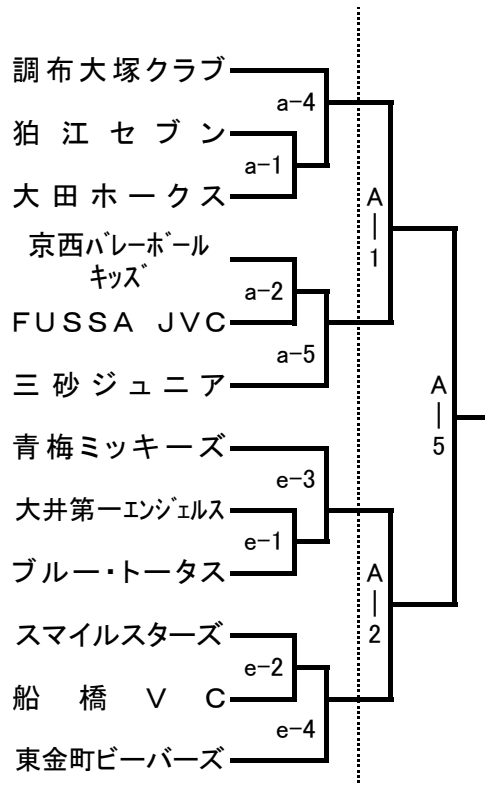 調布大塚クラブ
a-4
狛江セブン
a-1
大田ホークス
A|1
京西バレーボール
キッズ
a-2
FUSSA JVC
a-5
三砂ジュニア
A|5
青梅ミッキーズ
e-3
大井第一エンジェルス
e-1
ブルー・トータス
A|2
スマイルスターズ
e-2
船橋VC
e-4
東金町ビーバーズ